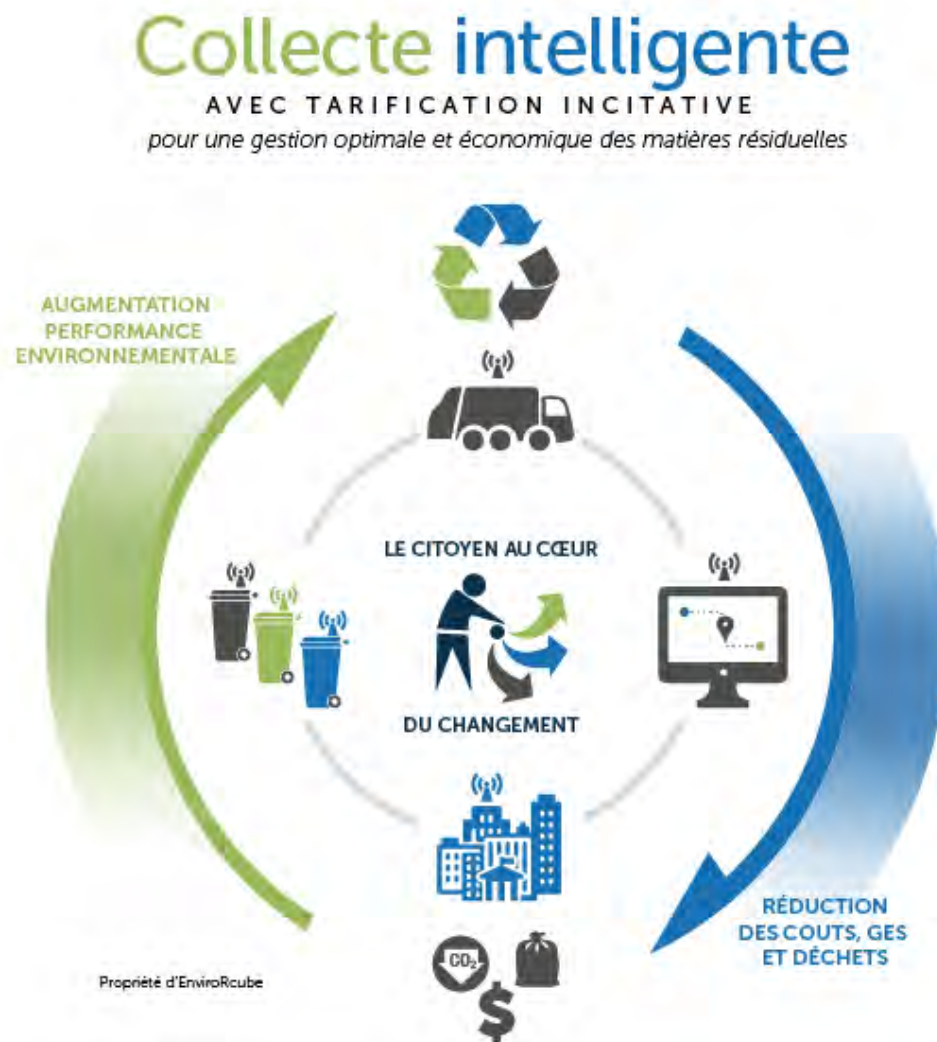 Collecte intelligente
AVEC TARIFICATION INCITATIVE
pour une gestion optimale et économique des matières résiduelles
AUGMENTATION
PERFORMANCE
ENVIRONNEMENTALE
LE CITOYEN AU CŒUR
DU CHANGEMENT
RÉDUCTION
DES COUTS, GES
ET DÉCHETS
CO₂
$
Propriété d'EnviroRcube